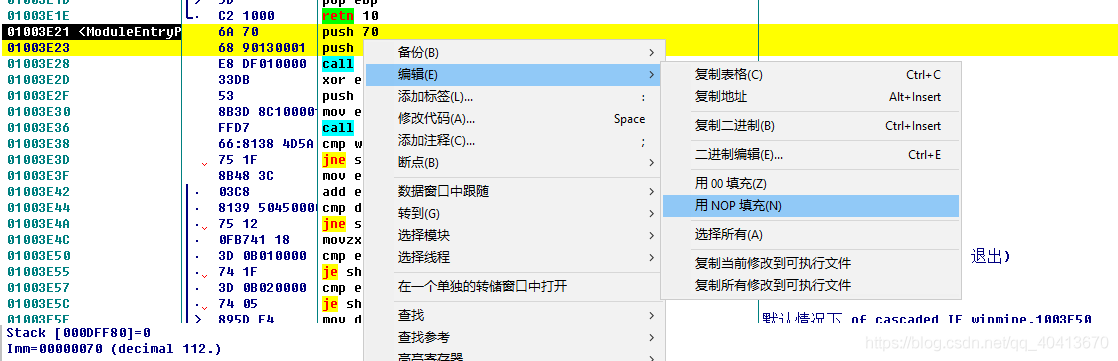 01003E1D 5D pop ebp
01003E1E C2 1000 retn 10
01003E21 <ModuleEntryP 6A 70 push 70
01003E23 68 90130001 push
01003E28 E8 DF010000 call
01003E2D 33DB xor e
01003E2F 53 push
01003E30 8B3D 8C10000 mov e
01003E36 FFD7 call
01003E38 66:8138 4D5A cmp w
01003E3D 75 1F jne s
01003E3F 8B48 3C mov e
01003E42 03C8 add e
01003E44 8139 50450000 cmp d
01003E4A 75 12 jne s
01003E4C 0FB741 18 movzx
01003E50 3D 0B010000 cmp e
01003E55 74 1F je sh
01003E57 3D 0B020000 cmp e
01003E5C 74 05 je sh
895D E4 mov d
备份(B)
编辑(E)
添加标签(L)... :
修改代码(A)... Space
添加注释(C)... ;
断点(B)
数据窗口中跟随
转到(G)
选择模块
选择线程
在一个单独的转储窗口中打开
查找
查找参考
高亮寄存器
复制表格(C) Ctrl+C
复制地址 Alt+Insert
复制二进制(B) Ctrl+Insert
二进制编辑(E)... Ctrl+E
用 00 填充(Z)
用 NOP 填充(N)
选择所有(A)
复制当前修改到可执行文件
复制所有修改到可执行文件
退出)
默认情况下 of cascaded IF winmine.1003E50
Stack [000DFF80]=0
Imm=00000070 (decimal 112.)
https://blog.csdn.net/qq_40413670